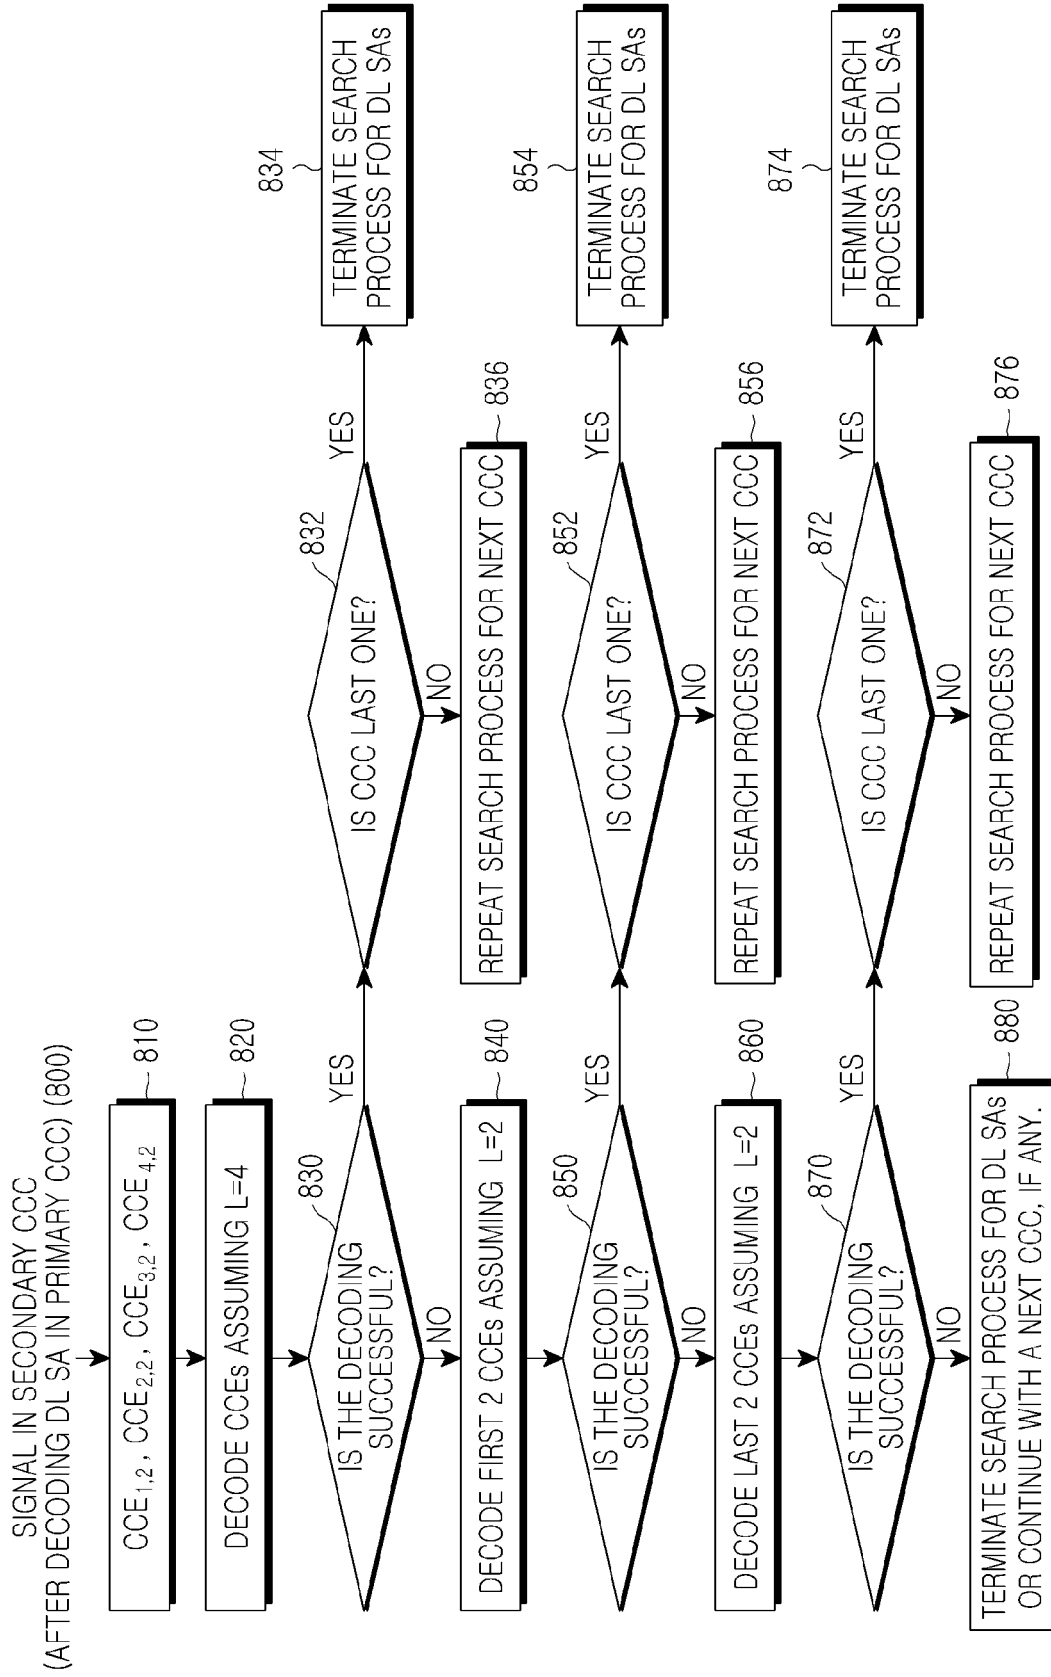 SIGNAL IN SECONDARY CCC
(AFTER DECODING DL SA IN PRIMARY CCC) (800)
CCE1,2, CCE2,2, CCE3,2, CCE4,2
810
DECODE CCEs ASSUMING L=4
820
IS THE DECODING
SUCCESSFUL?
830
YES
NO
IS CCC LAST ONE?
832
YES
NO
TERMINATE SEARCH
PROCESS FOR DL SAs
834
REPEAT SEARCH PROCESS FOR NEXT CCC
836
DECODE FIRST 2 CCEs ASSUMING L=2
840
IS THE DECODING
SUCCESSFUL?
850
YES
NO
IS CCC LAST ONE?
852
YES
NO
TERMINATE SEARCH
PROCESS FOR DL SAs
854
REPEAT SEARCH PROCESS FOR NEXT CCC
856
DECODE LAST 2 CCEs ASSUMING L=2
860
IS THE DECODING
SUCCESSFUL?
870
YES
NO
IS CCC LAST ONE?
872
YES
NO
TERMINATE SEARCH
PROCESS FOR DL SAs
874
REPEAT SEARCH PROCESS FOR NEXT CCC
876
TERMINATE SEARCH PROCESS FOR DL SAs
OR CONTINUE WITH A NEXT CCC, IF ANY.
880